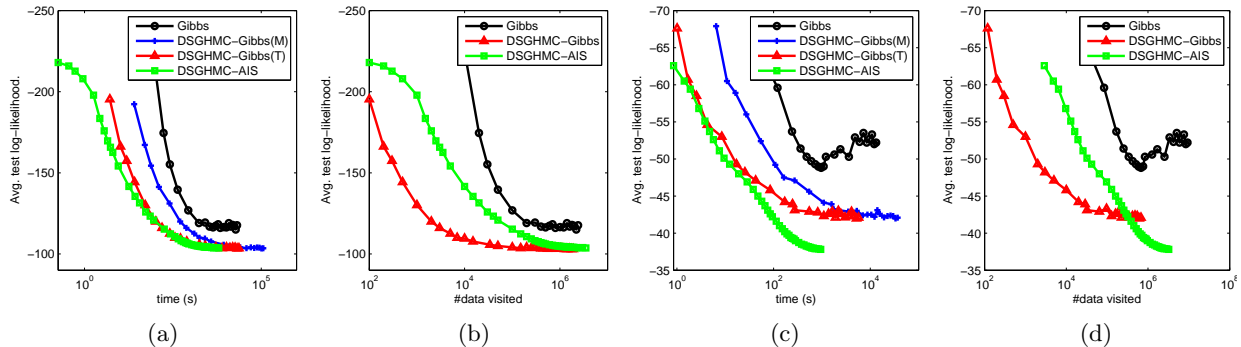 Avg. test log−likelihood.
−250
−200
−150
−100
10^0
10^5
time (s)
Gibbs
DSGHMC−Gibbs(M)
DSGHMC−Gibbs(T)
DSGHMC−AIS
(a)
Avg. test log−likelihood.
−250
−200
−150
−100
10^2
10^4
10^6
#data visited
Gibbs
DSGHMC−Gibbs
DSGHMC−AIS
(b)
Avg. test log−likelihood.
−70
−65
−60
−55
−50
−45
−40
−35
10^0
10^2
10^4
time (s)
Gibbs
DSGHMC−Gibbs(M)
DSGHMC−Gibbs(T)
DSGHMC−AIS
(c)
Avg. test log−likelihood.
−70
−65
−60
−55
−50
−45
−40
−35
10^2
10^4
10^6
10^8
#data visited
Gibbs
DSGHMC−Gibbs
DSGHMC−AIS
(d)